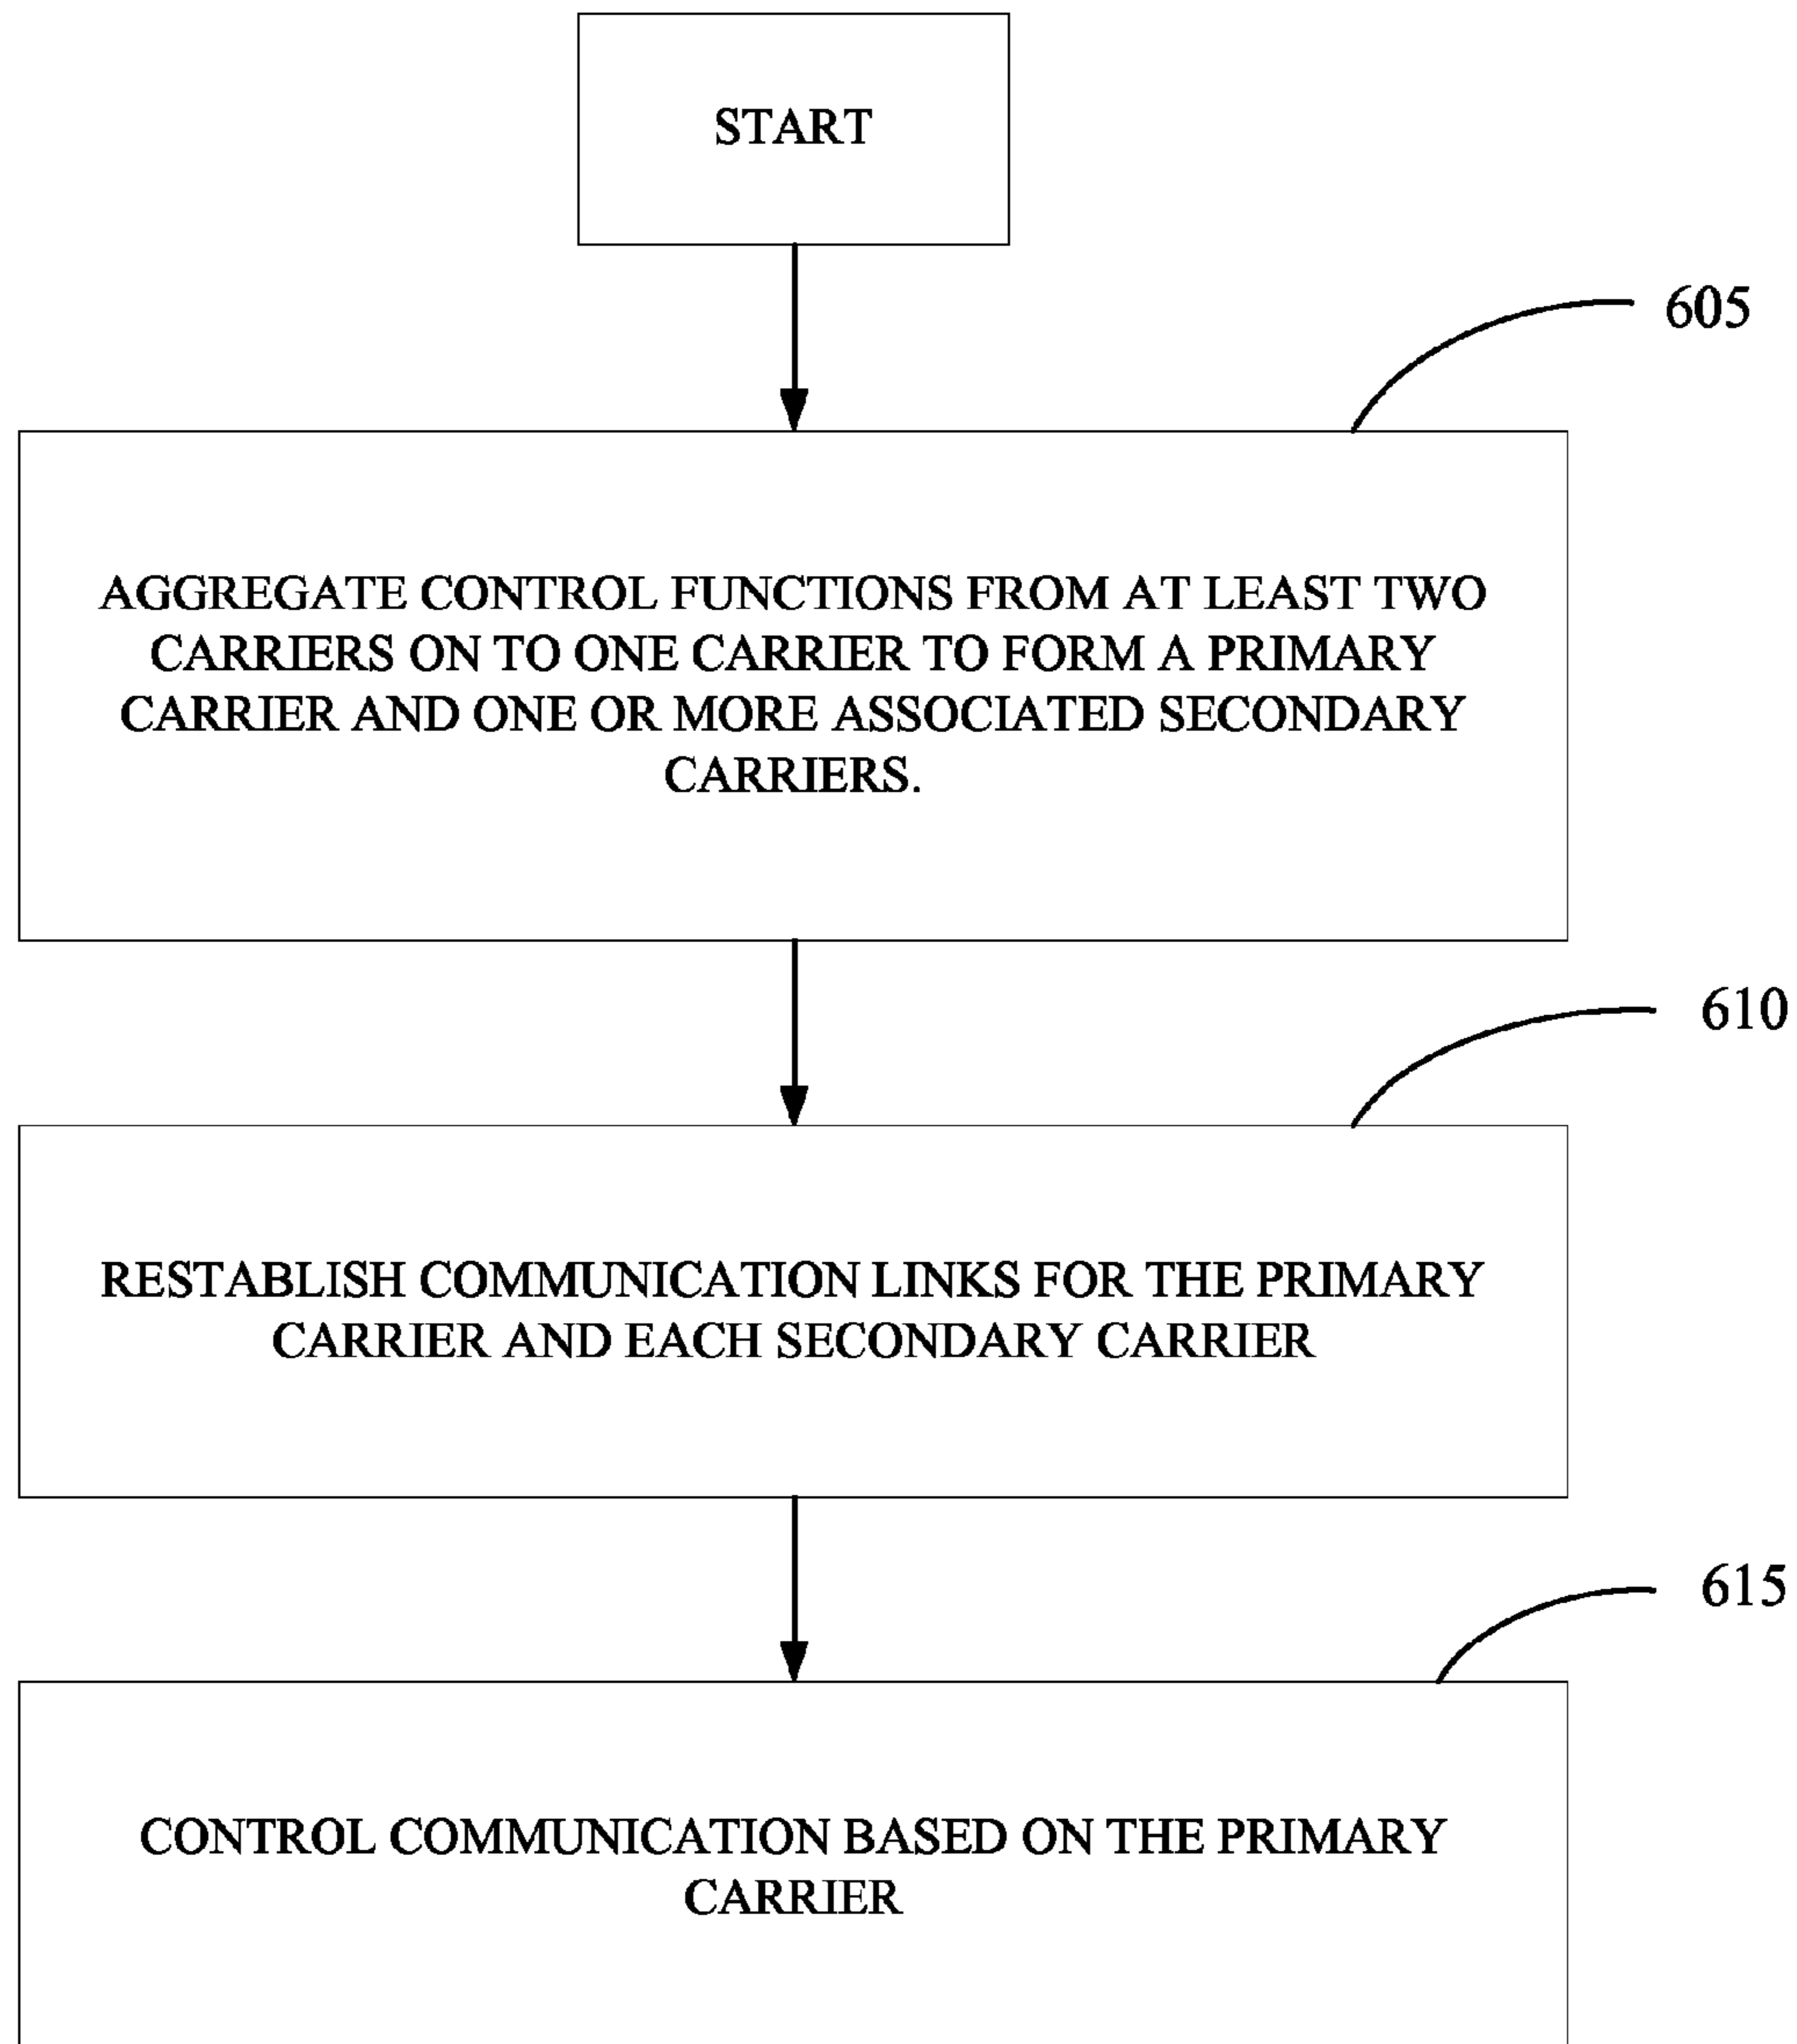 START
605
AGGREGATE CONTROL FUNCTIONS FROM AT LEAST TWO
CARRIERS ON TO ONE CARRIER TO FORM A PRIMARY
CARRIER AND ONE OR MORE ASSOCIATED SECONDARY
CARRIERS.
610
RESTABLISH COMMUNICATION LINKS FOR THE PRIMARY
CARRIER AND EACH SECONDARY CARRIER
615
CONTROL COMMUNICATION BASED ON THE PRIMARY
CARRIER